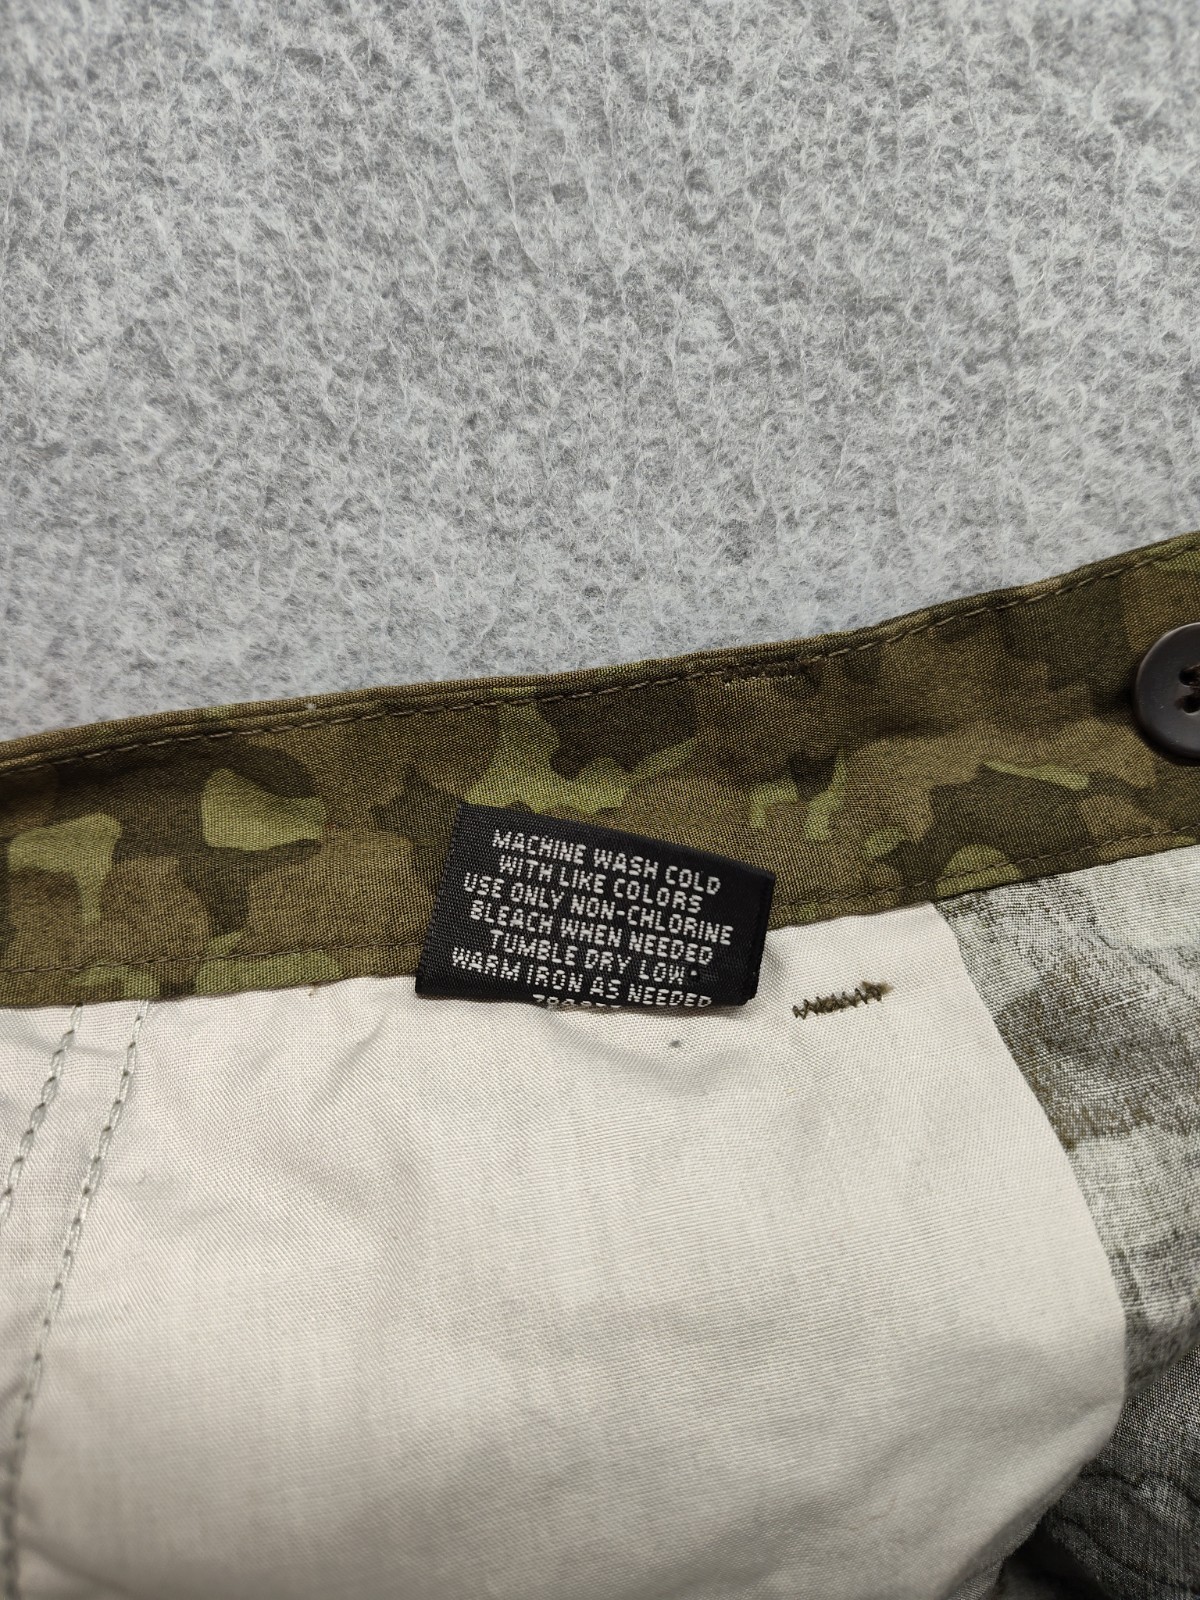 MACHINE WASH COLD
WITH LIKE COLORS
USE ONLY NON-CHLORINE
BLEACH WHEN NEEDED
TUMBLE DRY LOW
WARM IRON AS NEEDED